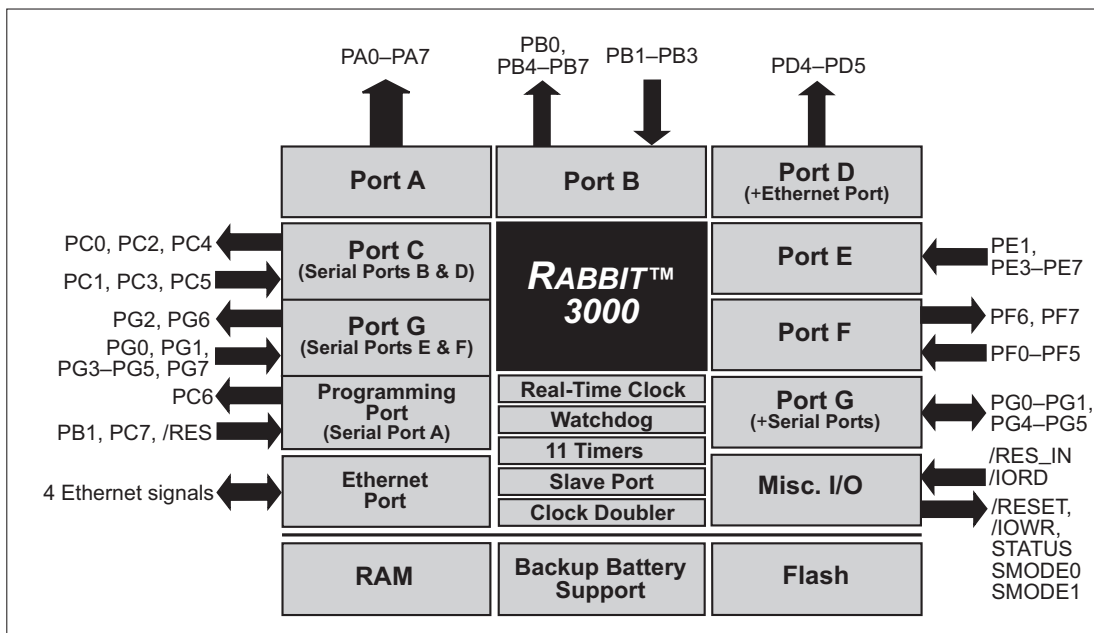 PA0–PA7
PB0,
PB4–PB7
PB1–PB3
PD4–PD5
Port A
Port B
Port D
(+Ethernet Port)
PC0, PC2, PC4
PC1, PC3, PC5
Port C
(Serial Ports B & D)
RABBIT™
3000
Port E
PE1,
PE3–PE7
PG2, PG6
PG0, PG1,
PG3–PG5, PG7
Port G
(Serial Ports E & F)
Port F
PF6, PF7
PF0–PF5
PC6
PB1, PC7, /RES
Programming
Port
(Serial Port A)
Real-Time Clock
Watchdog
11 Timers
Slave Port
Clock Doubler
Port G
(+Serial Ports)
PG0–PG1,
PG4–PG5
4 Ethernet signals
Ethernet
Port
Misc. I/O
/RES_IN
/IORD
/RESET,
/IOWR,
STATUS
SMODE0
SMODE1
RAM
Backup Battery
Support
Flash